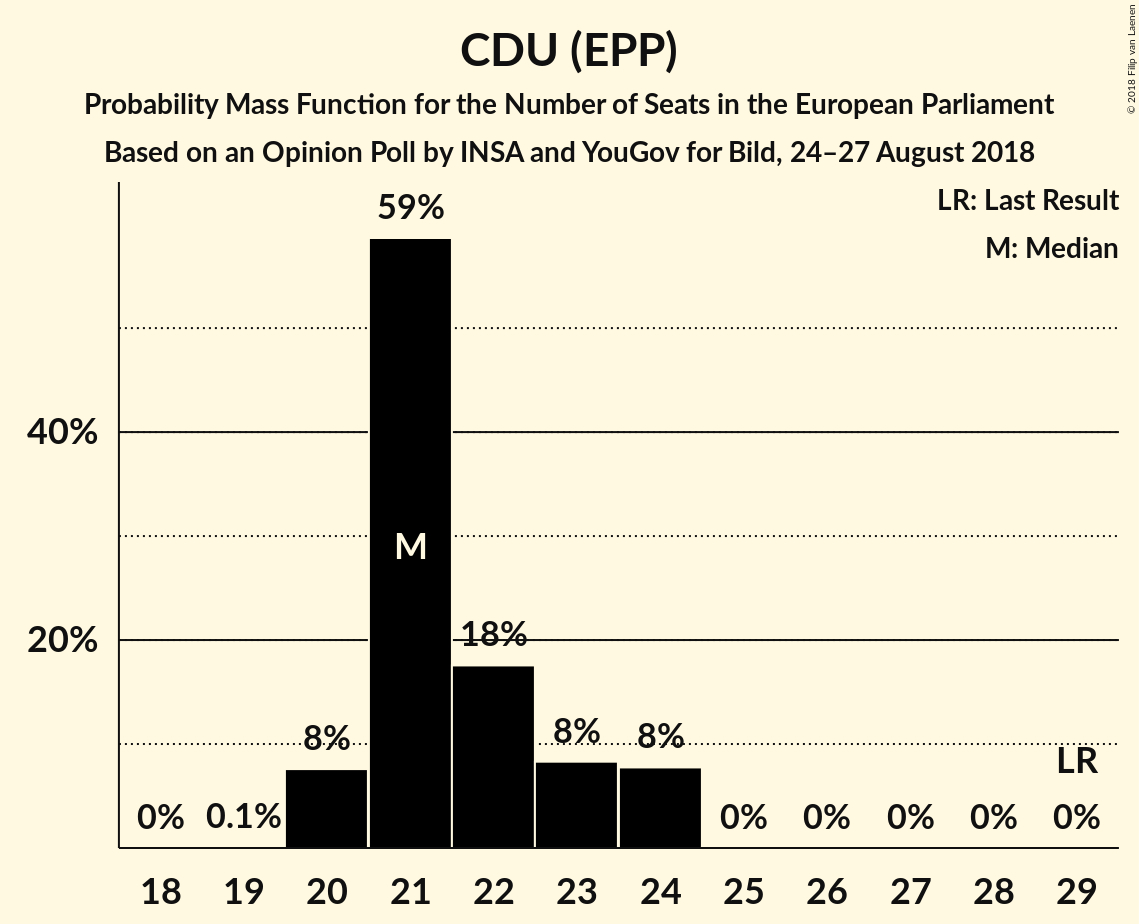 CDU (EPP)
Probability Mass Function for the Number of Seats in the European Parliament
Based on an Opinion Poll by INSA and YouGov for Bild, 24–27 August 2018
© 2018 Filip van Laenen
LR: Last Result
M: Median
59%
40%
M
20%
18%
8%
8%
8%
LR
0%
0.1%
0%
0%
0%
0%
0%
18 19 20 21 22 23 24 25 26 27 28 29